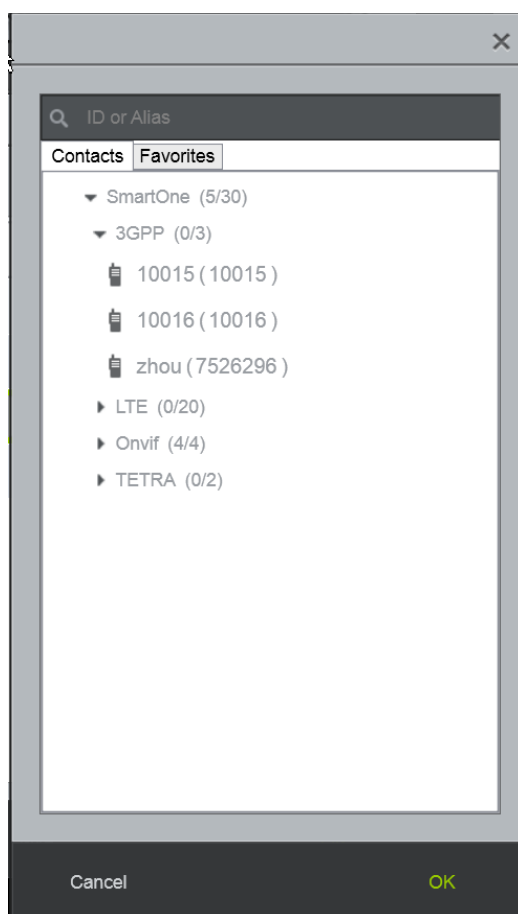 ID or Alias
Contacts Favorites
SmartOne (5/30)
3GPP (0/3)
10015 ( 10015 )
10016 ( 10016 )
zhou ( 7526296 )
LTE (0/20)
Onvif (4/4)
TETRA (0/2)
Cancel OK